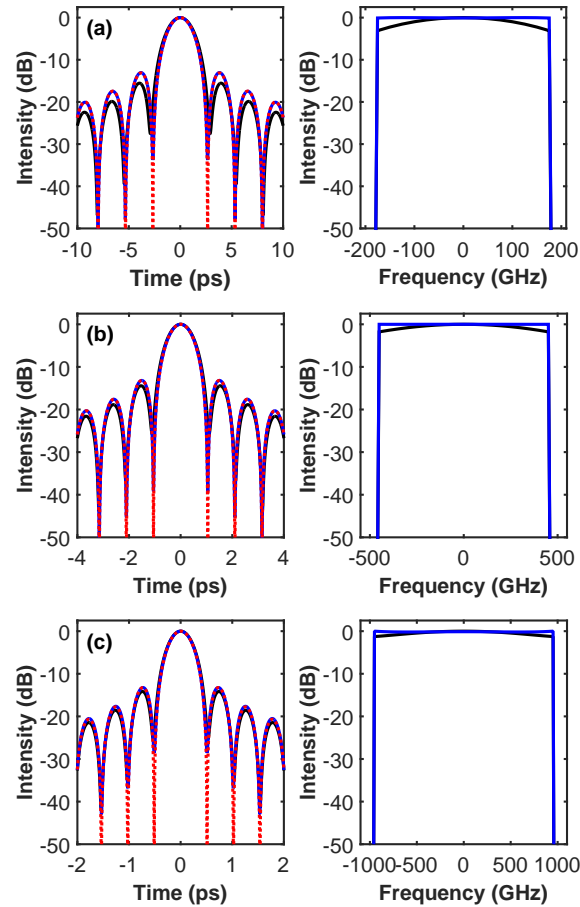 (a)
Intensity (dB)
0
-10
-20
-30
-40
-50
-10 -5 0 5 10
Time (ps)
Intensity (dB)
0
-10
-20
-30
-40
-50
-200 -100 0 100 200
Frequency (GHz)
(b)
Intensity (dB)
0
-10
-20
-30
-40
-50
-4 -2 0 2 4
Time (ps)
Intensity (dB)
0
-10
-20
-30
-40
-50
-500 0 500
Frequency (GHz)
(c)
Intensity (dB)
0
-10
-20
-30
-40
-50
-2 -1 0 1 2
Time (ps)
Intensity (dB)
0
-10
-20
-30
-40
-50
-1000 -500 0 500 1000
Frequency (GHz)